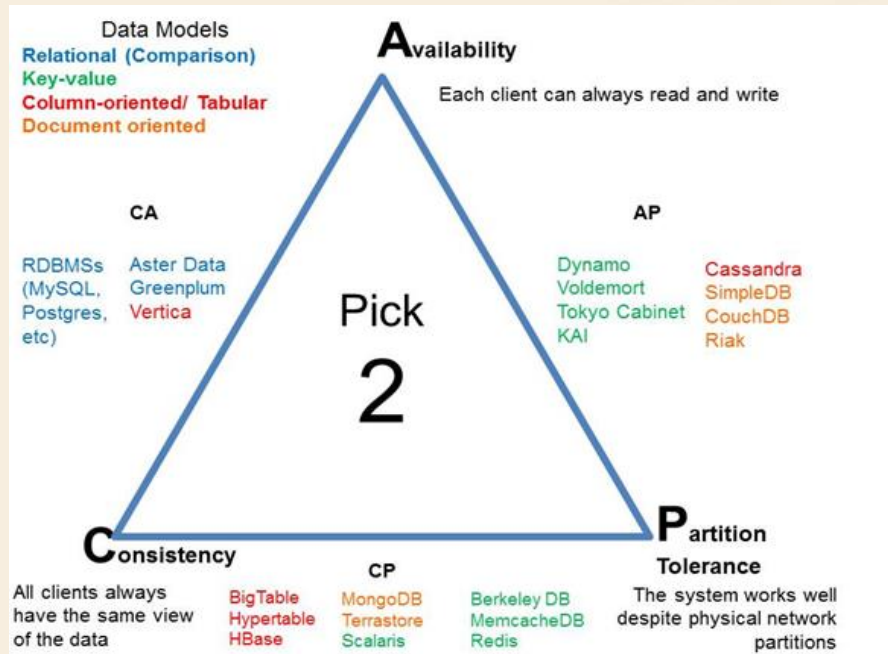 Data Models
Relational (Comparison)
Key-value
Column-oriented/ Tabular
Document oriented
Availability
Each client can always read and write
CA
RDBMSs
(MySQL,
Postgres,
etc)
Aster Data
Greenplum
Vertica
Pick
2
AP
Dynamo
Voldemort
Tokyo Cabinet
KAI
Cassandra
SimpleDB
CouchDB
Riak
Consistency
All clients always
have the same view
of the data
CP
BigTable
Hypertable
HBase
MongoDB
Terrastore
Scalaris
Berkeley DB
MemcacheDB
Redis
Partition
Tolerance
The system works well
despite physical network
partitions